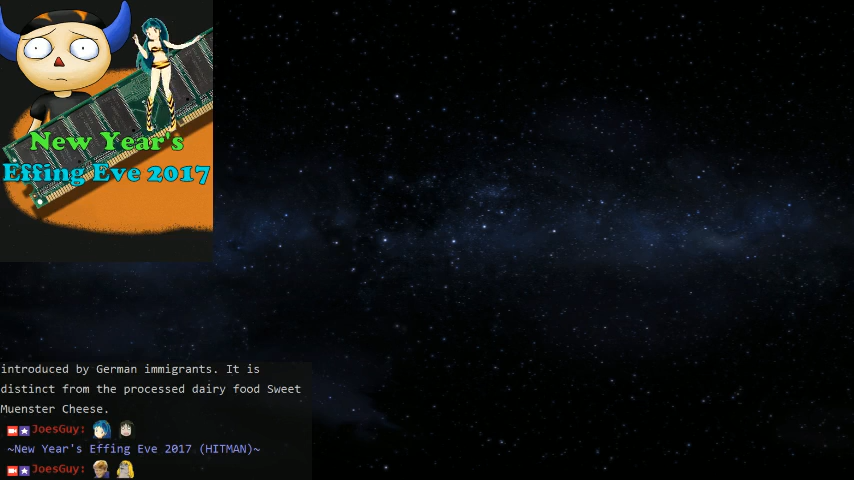 New Year's
Effing Eve 2017
introduced by German immigrants. It is
distinct from the processed dairy food Sweet
Muenster Cheese.
JoesGuy:
~New Year's Effing Eve 2017 (HITMAN)~
JoesGuy: